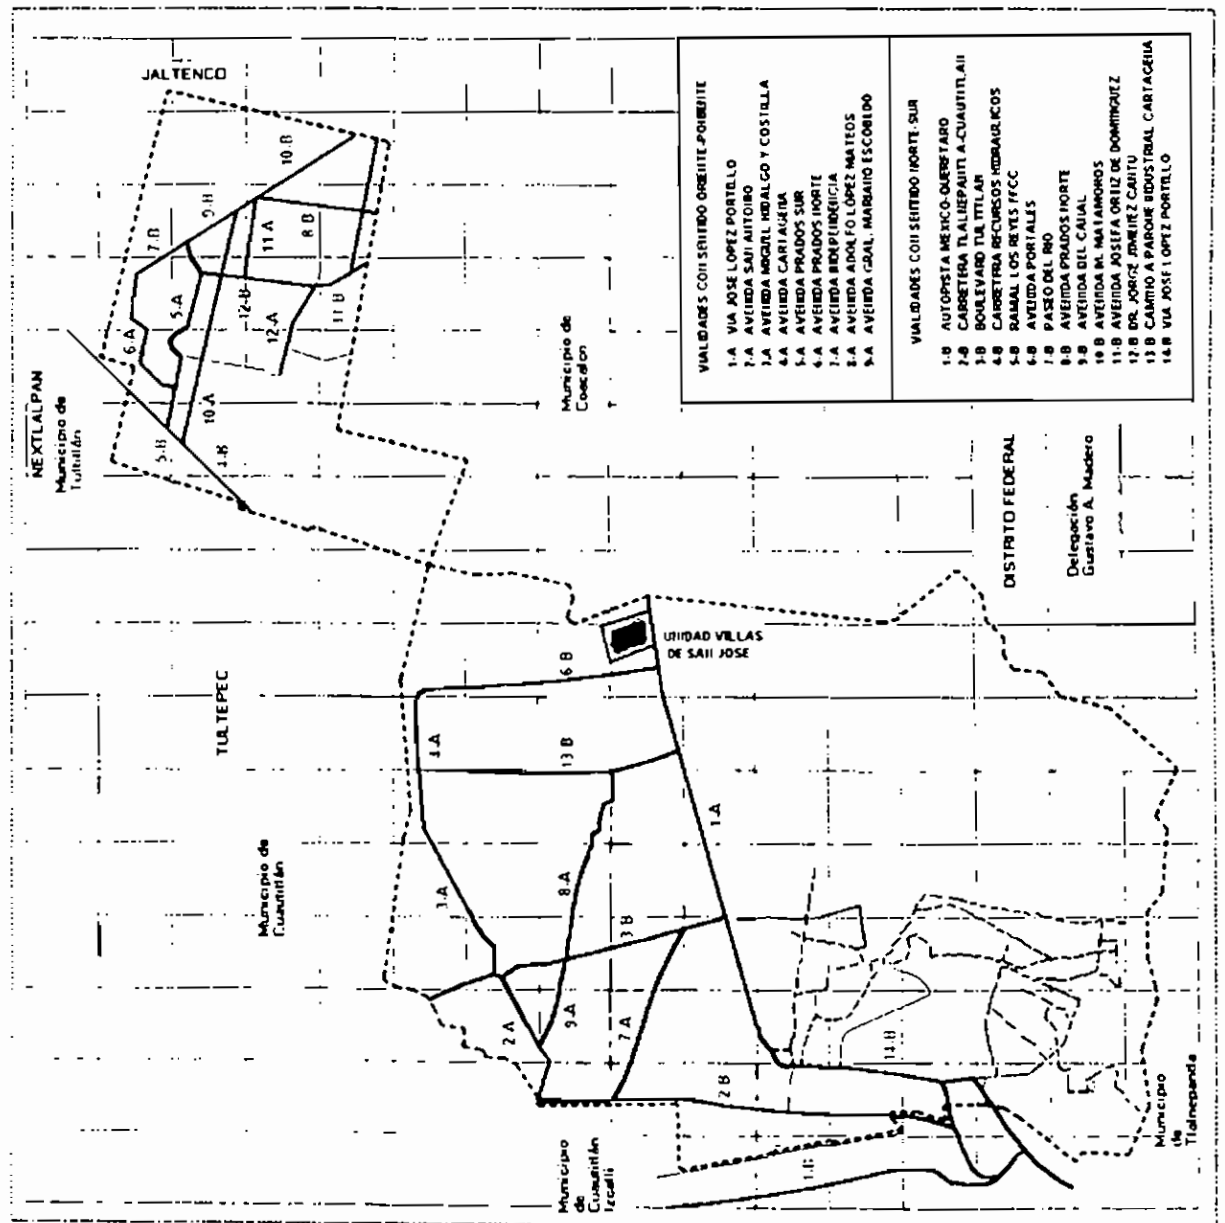 JALTENCO
NEXTLALPAN
Municipio de
Tultitlán
TULTEPEC
Municipio de
Cuautitlán
Municipio
de
Cuautitlán
Izcalli
Municipio de
Coacalco
DISTRITO FEDERAL
Delegación
Gustavo A. Madero
Municipio
de
Tlalnepantla
UNIDAD VILLAS
DE SAN JOSE
6-A
7-B
9-B
10-B
5-A
11-A
8 B
12-B
12-A
11 B
10-A
5-B
4-B
6 B
4-A
13 B
1-A
3-A
8-A
3 B
2 A
9-A
7 A
2 B
14-B
1-B
VIALIDADES CON SENTIDO ORIENTE-PONIENTE
1-A VIA JOSE LOPEZ PORTILLO
2-A AVENIDA SAN ANTONIO
3-A AVENIDA MIGUEL HIDALGO Y COSTILLA
4-A AVENIDA CARTAGENA
5-A AVENIDA PRADOS SUR
6-A AVENIDA PRADOS NORTE
7-A AVENIDA INDEPENDENCIA
8-A AVENIDA ADOLFO LÓPEZ MATEOS
9-A AVENIDA GRAL. MARIANO ESCOBEDO
VIALIDADES CON SENTIDO NORTE-SUR
1-B AUTOPISTA MEXICO-QUERETARO
2-B CARRETERA TLALNEPANTLA-CUAUTITLAN
3-B BOULEVARD TULTITLAN
4-B CARRETERA RECURSOS HIDRAULICOS
5-B RAMAL LOS REYES FFCC
6-B AVENIDA PORTALES
7-B PASEO DEL RIO
8-B AVENIDA PRADOS NORTE
9-B AVENIDA DEL CANAL
10 B AVENIDA M. MATAMOROS
11-B AVENIDA JOSEFA ORTIZ DE DOMINGUEZ
12-B DR. JORGE JIMENEZ CANTU
13 B CAMINO A PARQUE INDUSTRIAL CARTAGENA
14-B VIA JOSE LOPEZ PORTILLO